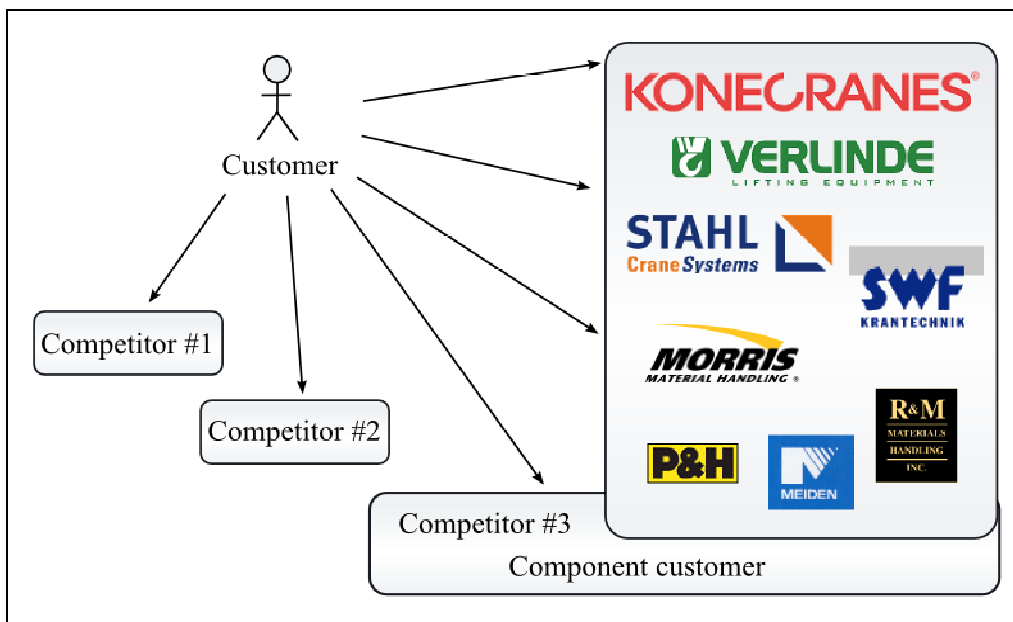 KONECRANES®
VERLINDE
LIFTING EQUIPMENT
Customer
STAHL
CraneSystems
SWF
KRANTECHNIK
Competitor #1
MORRIS
MATERIAL HANDLING ®
Competitor #2
R&M
MATERIALS
HANDLING
INC.
P&H
MEIDEN
Competitor #3
Component customer